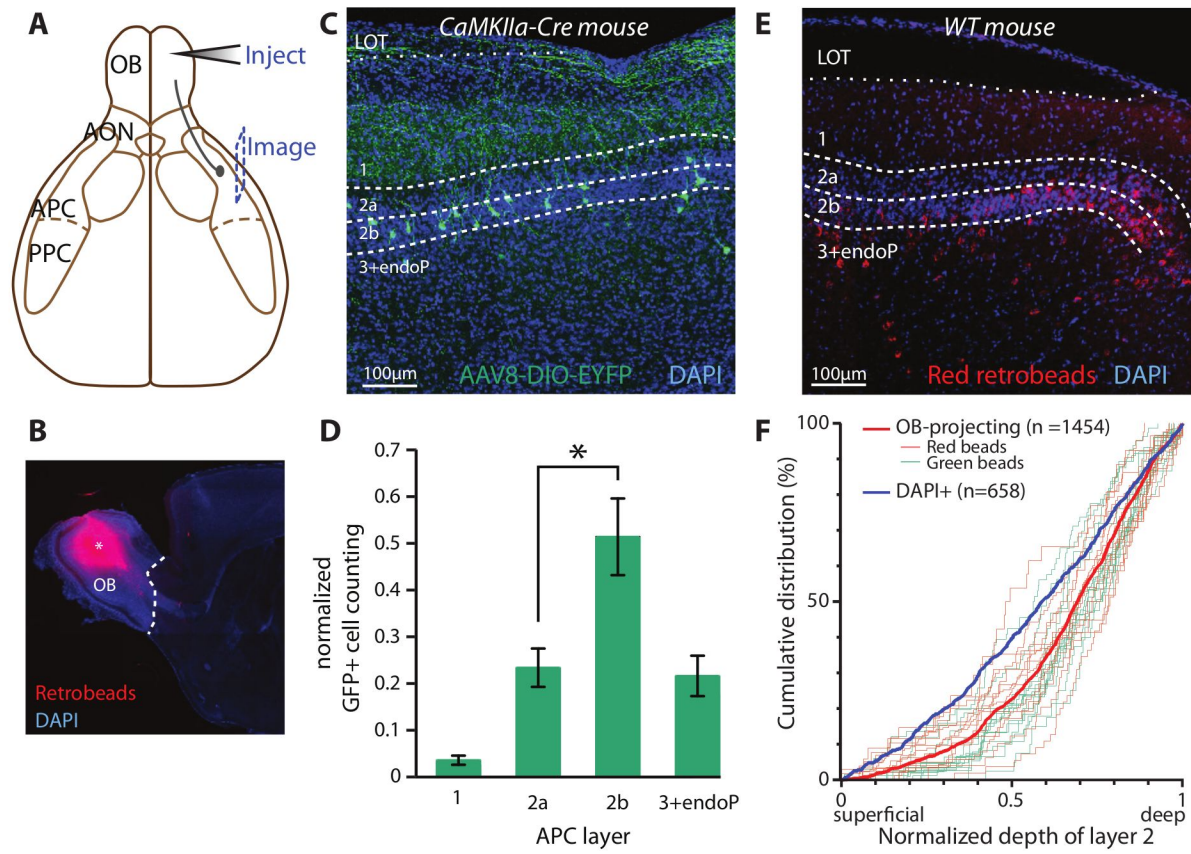 A
OB
Inject
AON
Image
APC
PPC
B
*
OB
Retrobeads
DAPI
C
CaMKIIa-Cre mouse
LOT
1
2a
2b
3+endoP
100μm
AAV8-DIO-EYFP
DAPI
D
normalized
GFP+ cell counting
0.7
0.6
0.5
0.4
0.3
0.2
0.1
0
*
1
2a
2b
3+endoP
APC layer
E
WT mouse
LOT
1
2a
2b
3+endoP
100μm
Red retrobeads
DAPI
F
Cumulative distribution (%)
100
50
0
OB-projecting (n =1454)
Red beads
Green beads
DAPI+ (n=658)
0
0.5
1
superficial
deep
Normalized depth of layer 2